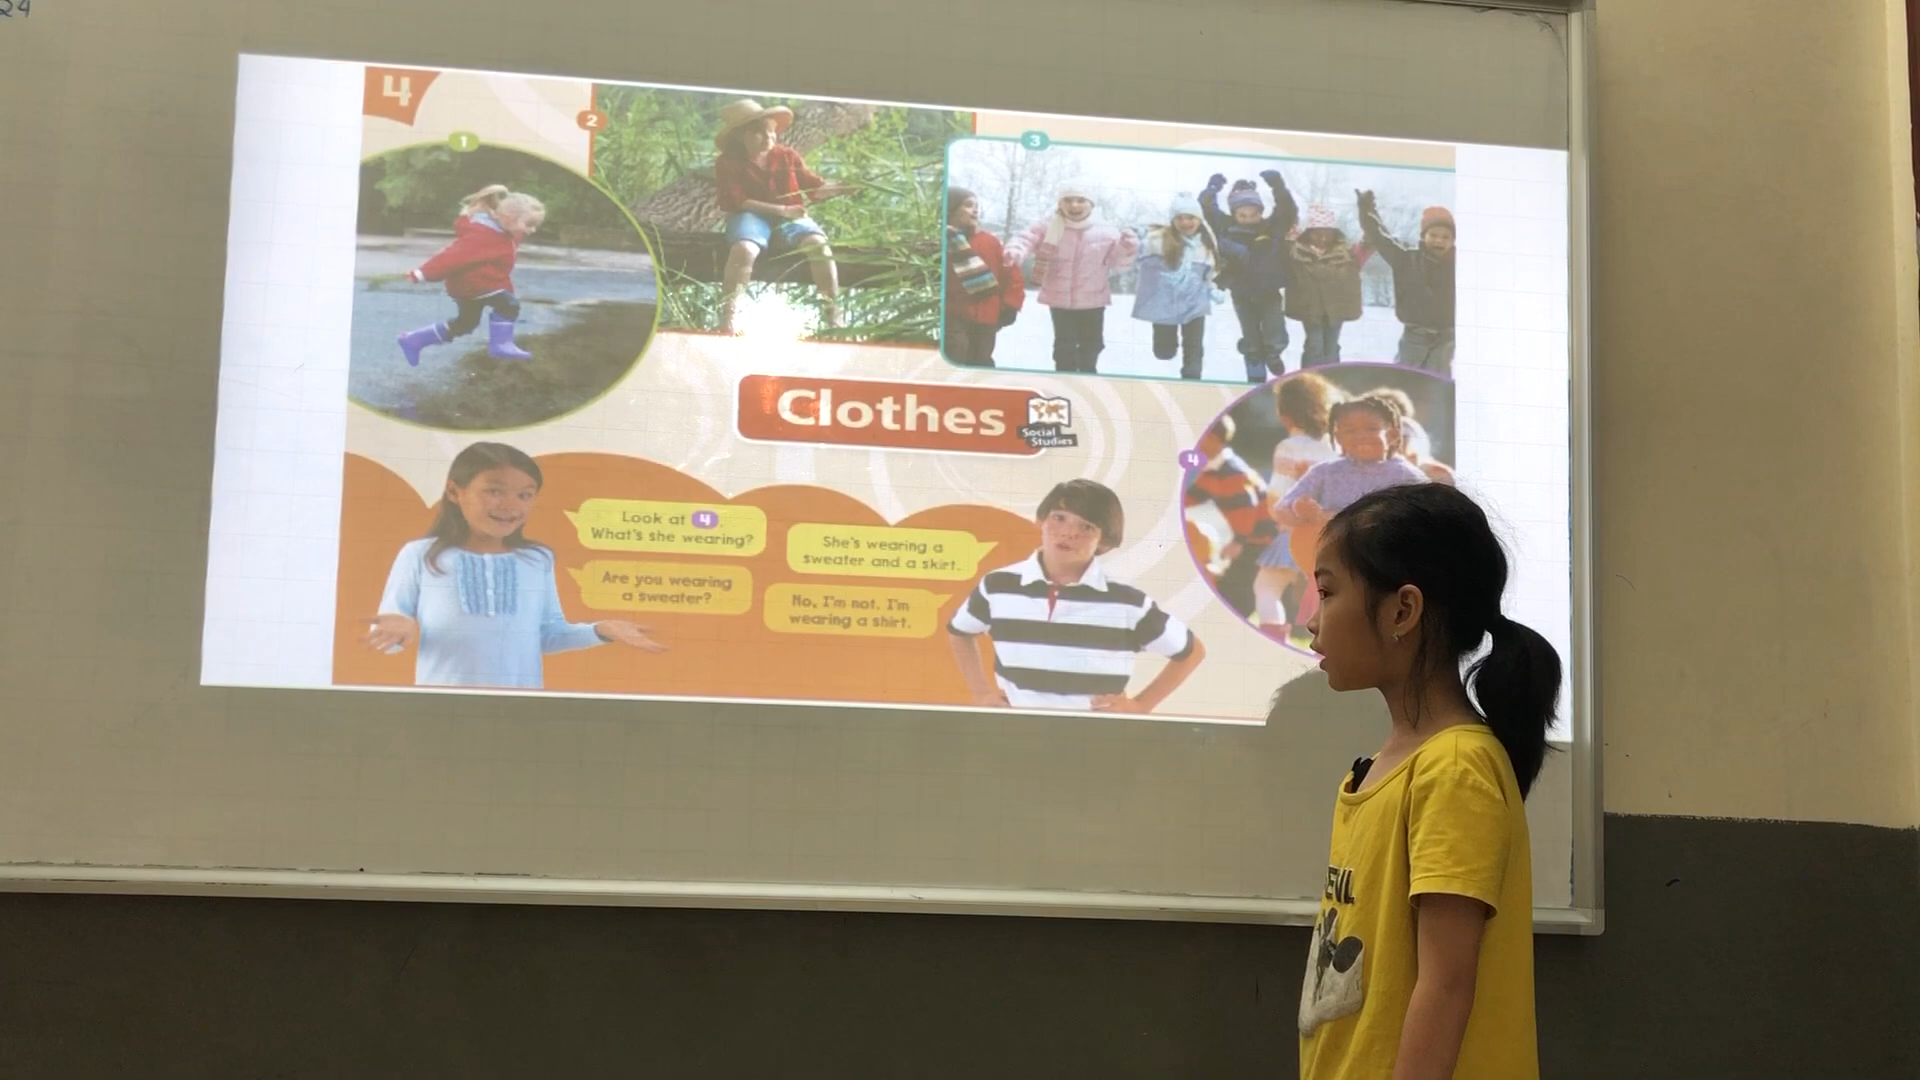 24
4
1
2
3
Clothes
Social
Studies
4
Look at 4
What's she wearing?
She's wearing a
sweater and a skirt.
Are you wearing
a sweater?
No, I'm not. I'm
wearing a shirt.